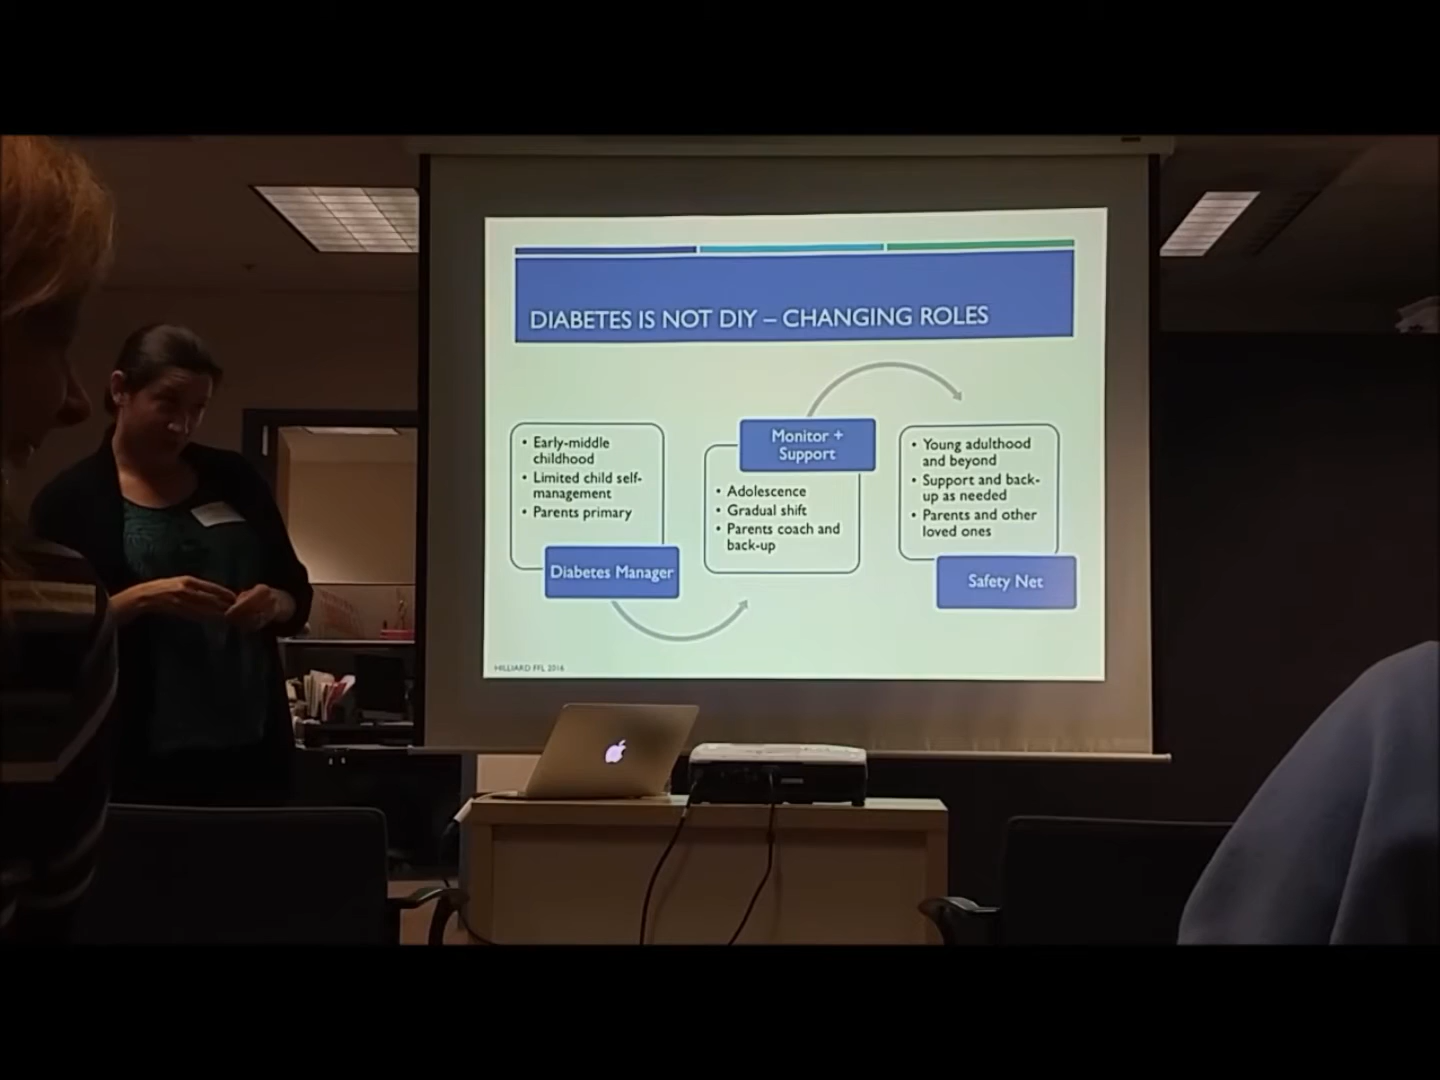 DIABETES IS NOT DIY – CHANGING ROLES
• Early-middle
childhood
• Limited child self-
management
• Parents primary
Diabetes Manager
Monitor +
Support
• Adolescence
• Gradual shift
• Parents coach and
back-up
• Young adulthood
and beyond
• Support and back-
up as needed
• Parents and other
loved ones
Safety Net
HILLIARD FFL 2016